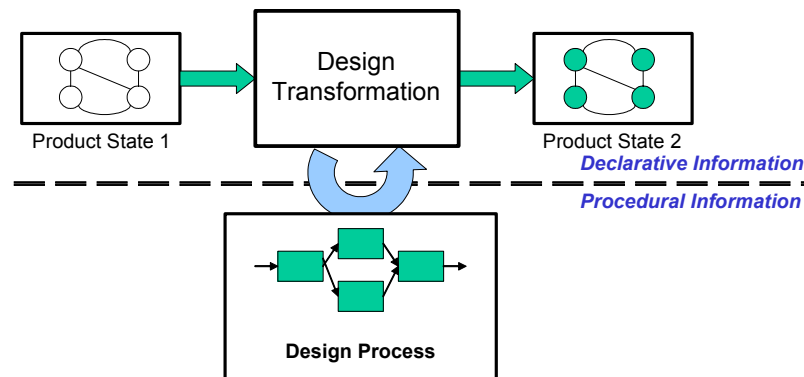 Design
Transformation
Product State 1
Product State 2
Declarative Information
Procedural Information
Design Process